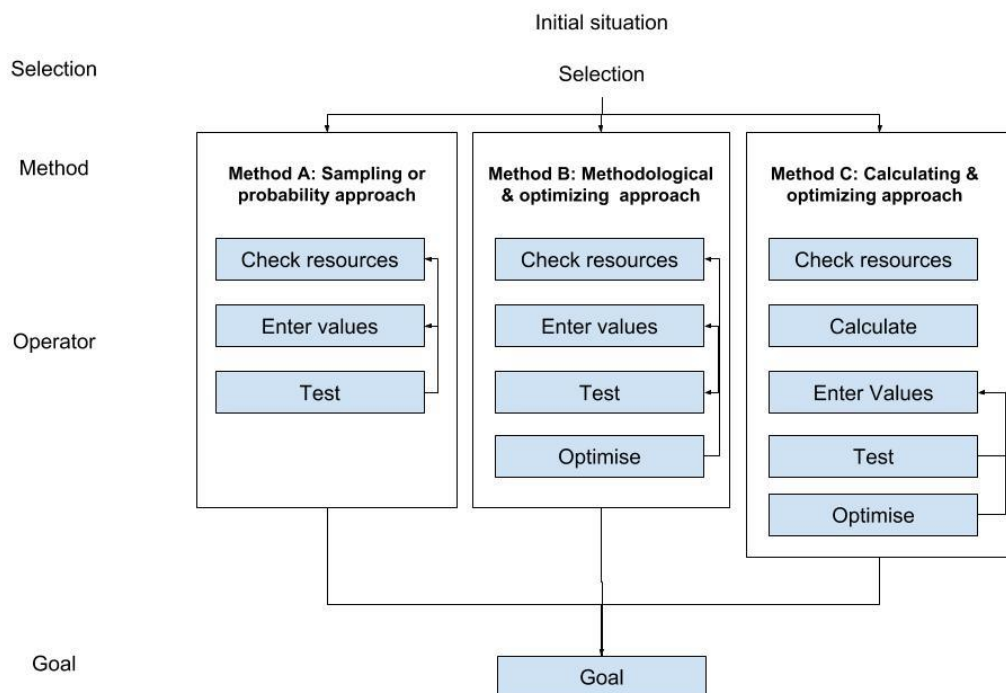 Initial situation
Selection
Selection
Method
Method A: Sampling or
probability approach
Method B: Methodological
& optimizing approach
Method C: Calculating &
optimizing approach
Operator
Check resources
Enter values
Test
Check resources
Enter values
Test
Optimise
Check resources
Calculate
Enter Values
Test
Optimise
Goal
Goal